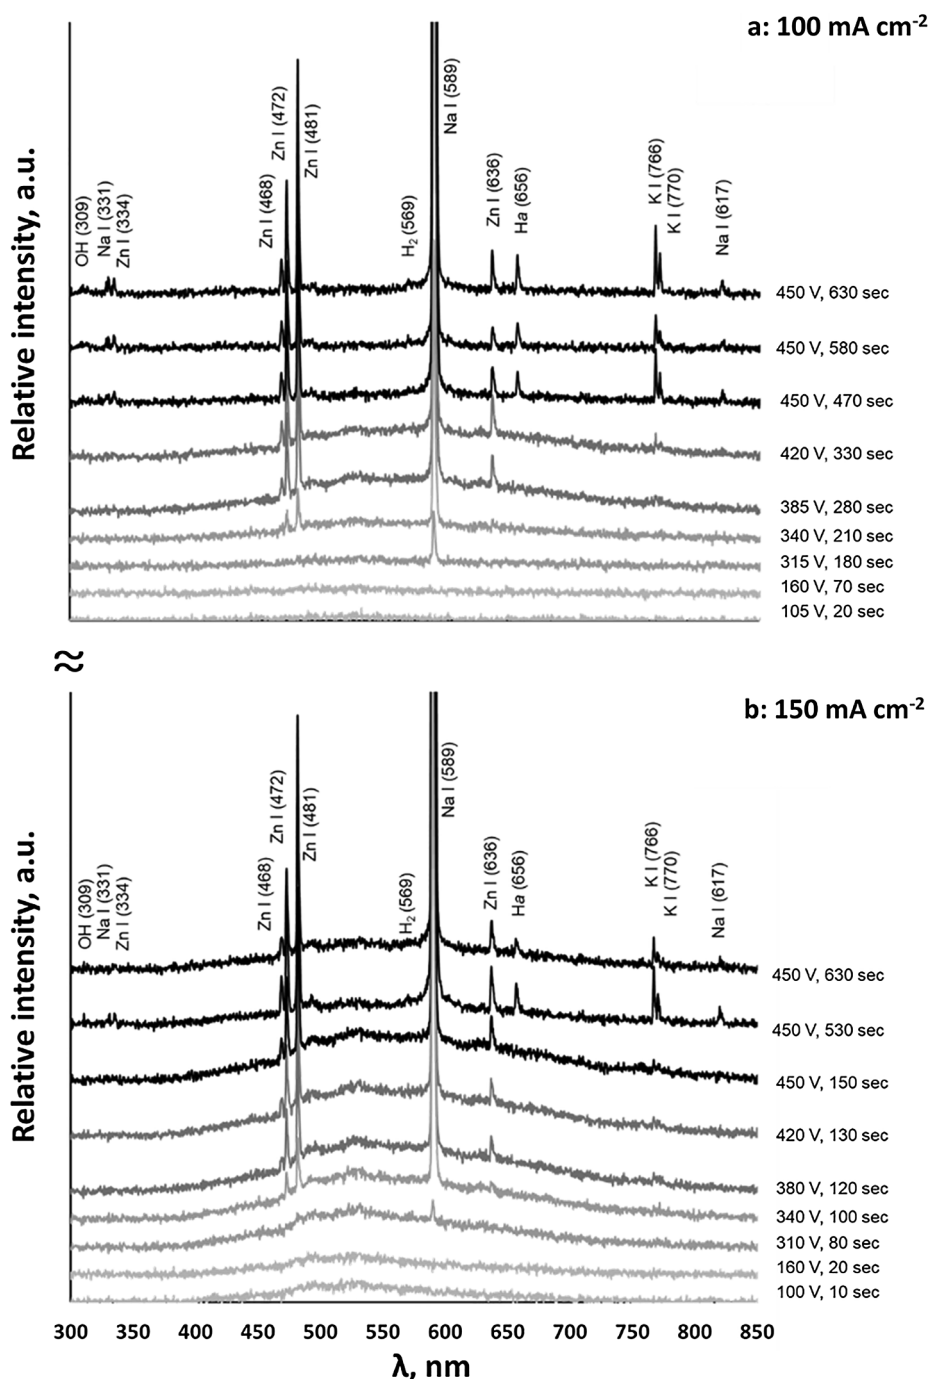 a: 100 mA cm-2
Relative intensity, a.u.
OH (309)
Na I (331)
Zn I (334)
Zn I (468)
Zn I (472)
Zn I (481)
H2 (569)
Na I (589)
Zn I (636)
Ha (656)
K I (766)
K I (770)
Na I (617)
450 V, 630 sec
450 V, 580 sec
450 V, 470 sec
420 V, 330 sec
385 V, 280 sec
340 V, 210 sec
315 V, 180 sec
160 V, 70 sec
105 V, 20 sec
≈
b: 150 mA cm-2
Relative intensity, a.u.
OH (309)
Na I (331)
Zn I (334)
Zn I (468)
Zn I (472)
Zn I (481)
H2 (569)
Na I (589)
Zn I (636)
Ha (656)
K I (766)
K I (770)
Na I (617)
450 V, 630 sec
450 V, 530 sec
450 V, 150 sec
420 V, 130 sec
380 V, 120 sec
340 V, 100 sec
310 V, 80 sec
160 V, 20 sec
100 V, 10 sec
300 350 400 450 500 550 600 650 700 750 800 850
λ, nm